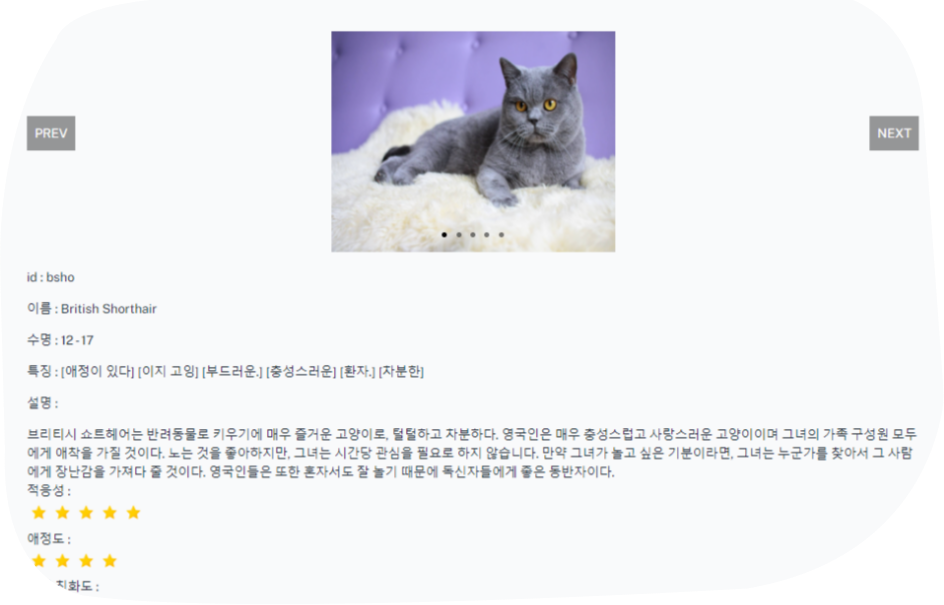 PREV
NEXT
id : bsho
이름 : British Shorthair
수명 : 12 - 17
특징 : [애정이 있다] [이지 고잉] [부드러운.] [충성스러운] [환자.] [차분한]
설명 :
브리티시 쇼트헤어는 반려동물로 키우기에 매우 즐거운 고양이로, 털털하고 차분하다. 영국인은 매우 충성스럽고 사랑스러운 고양이이며 그녀의 가족 구성원 모두
에게 애착을 가질 것이다. 노는 것을 좋아하지만, 그녀는 시간당 관심을 필요로 하지 않습니다. 만약 그녀가 놀고 싶은 기분이라면, 그녀는 누군가를 찾아서 그 사람
에게 장난감을 가져다 줄 것이다. 영국인들은 또한 혼자서도 잘 놀기 때문에 독신자들에게 좋은 동반자이다.
적응성 :
애정도 :
친화도 :